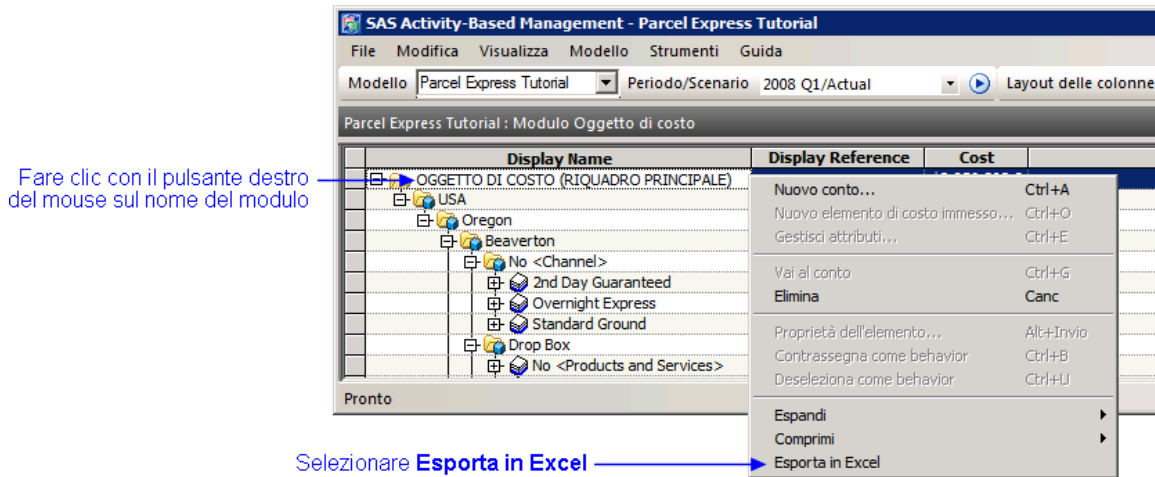 SAS Activity-Based Management - Parcel Express Tutorial
File Modifica Visualizza Modello Strumenti Guida
Modello Parcel Express Tutorial Periodo/Scenario 2008 Q1/Actual Layout delle colonne
Parcel Express Tutorial : Modulo Oggetto di costo
Display Name Display Reference Cost
Fare clic con il pulsante destro
del mouse sul nome del modulo
OGGETTO DI COSTO (RIQUADRO PRINCIPALE)
USA
Oregon
Beaverton
No <Channel>
2nd Day Guaranteed
Overnight Express
Standard Ground
Drop Box
No <Products and Services>
Pronto
Nuovo conto... Ctrl+A
Nuovo elemento di costo immesso... Ctrl+O
Gestisci attributi... Ctrl+E
Vai al conto Ctrl+G
Elimina Canc
Proprietà dell'elemento... Alt+Invio
Contrassegna come behavior Ctrl+B
Deseleziona come behavior Ctrl+U
Espandi
Comprimi
Esporta in Excel
Selezionare Esporta in Excel